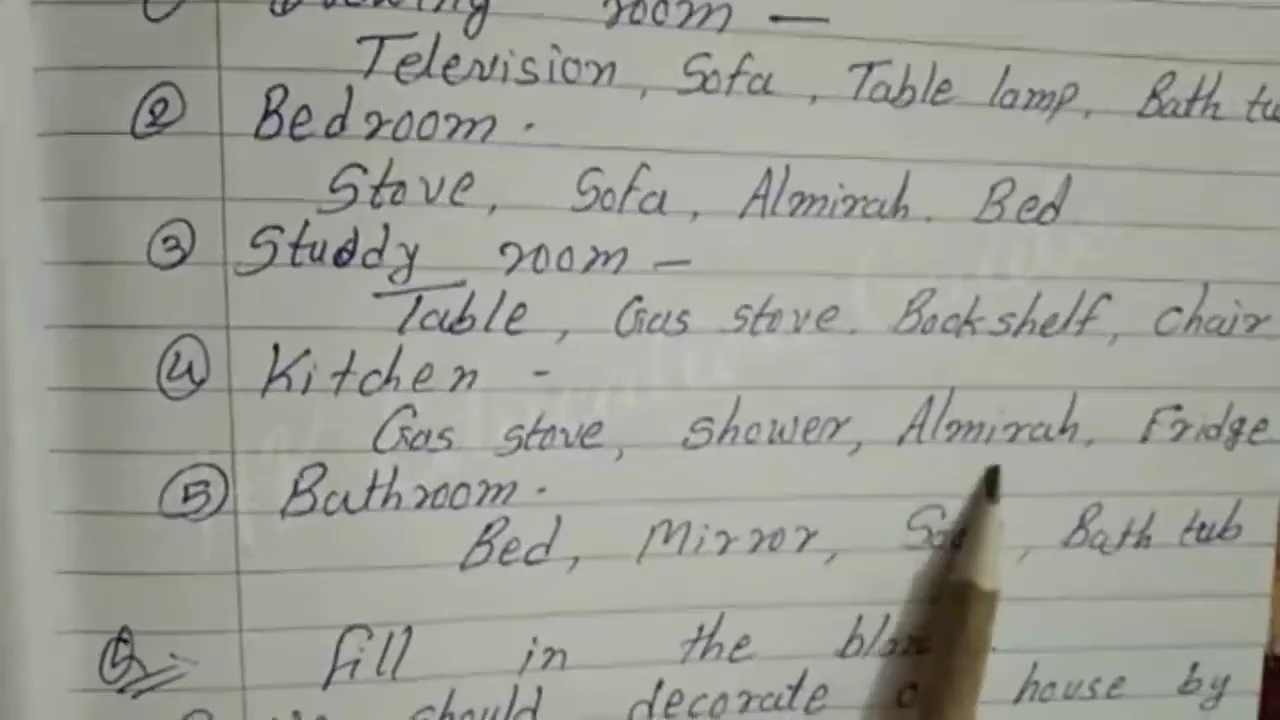 room —
Television, Sofa, Table lamp, Bath tu
② Bedroom.
Stove, Sofa, Almirah. Bed
③ Studdy room —
Table, Gas stove. Bookshelf, chair
④ Kitchen -
Gas stove, shower, Almirah, Fridge
⑤ Bathroom.
Bed, Mirror, , Bath tub
Q fill in the
should decorate house by